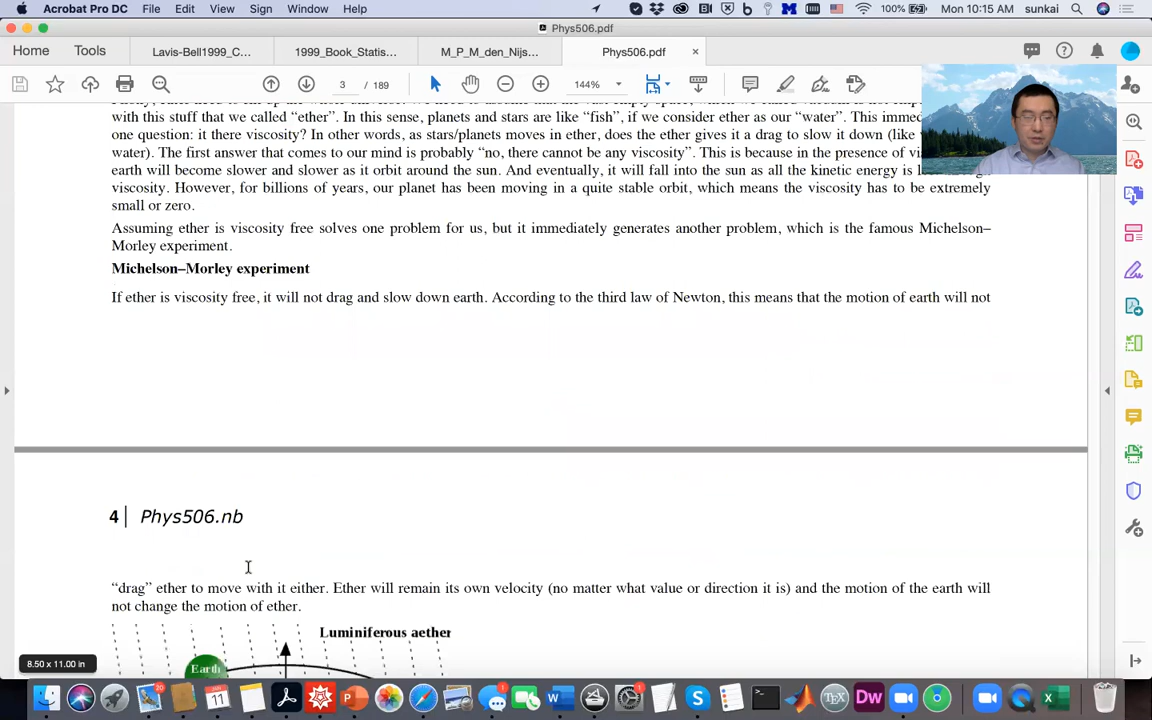 Acrobat Pro DC File Edit View Sign Window Help 100% Mon 10:15 AM sunkai
Phys506.pdf
Home Tools Lavis-Bell1999_C... 1999_Book_Statis... M_P_M_den_Nijs... Phys506.pdf ×
3 / 189 144%
with this stuff that we called “ether”. In this sense, planets and stars are like “fish”, if we consider ether as our “water”. This
one question: it there viscosity? In other words, as stars/planets moves in ether, does the ether gives it a drag to slow it down (like
water). The first answer that comes to our mind is probably “no, there cannot be any viscosity”. This is because in the presence of
earth will become slower and slower as it orbit around the sun. And eventually, it will fall into the sun as all the kinetic energy is
viscosity. However, for billions of years, our planet has been moving in a quite stable orbit, which means the viscosity has to be extremely
small or zero.
Assuming ether is viscosity free solves one problem for us, but it immediately generates another problem, which is the famous Michelson–
Morley experiment.
Michelson–Morley experiment
If ether is viscosity free, it will not drag and slow down earth. According to the third law of Newton, this means that the motion of earth will not
4 | Phys506.nb
“drag” ether to move with it either. Ether will remain its own velocity (no matter what value or direction it is) and the motion of the earth will
not change the motion of ether.
Luminiferous aether
Earth
8.50 x 11.00 in
20
11
1
1
TEX
Dw